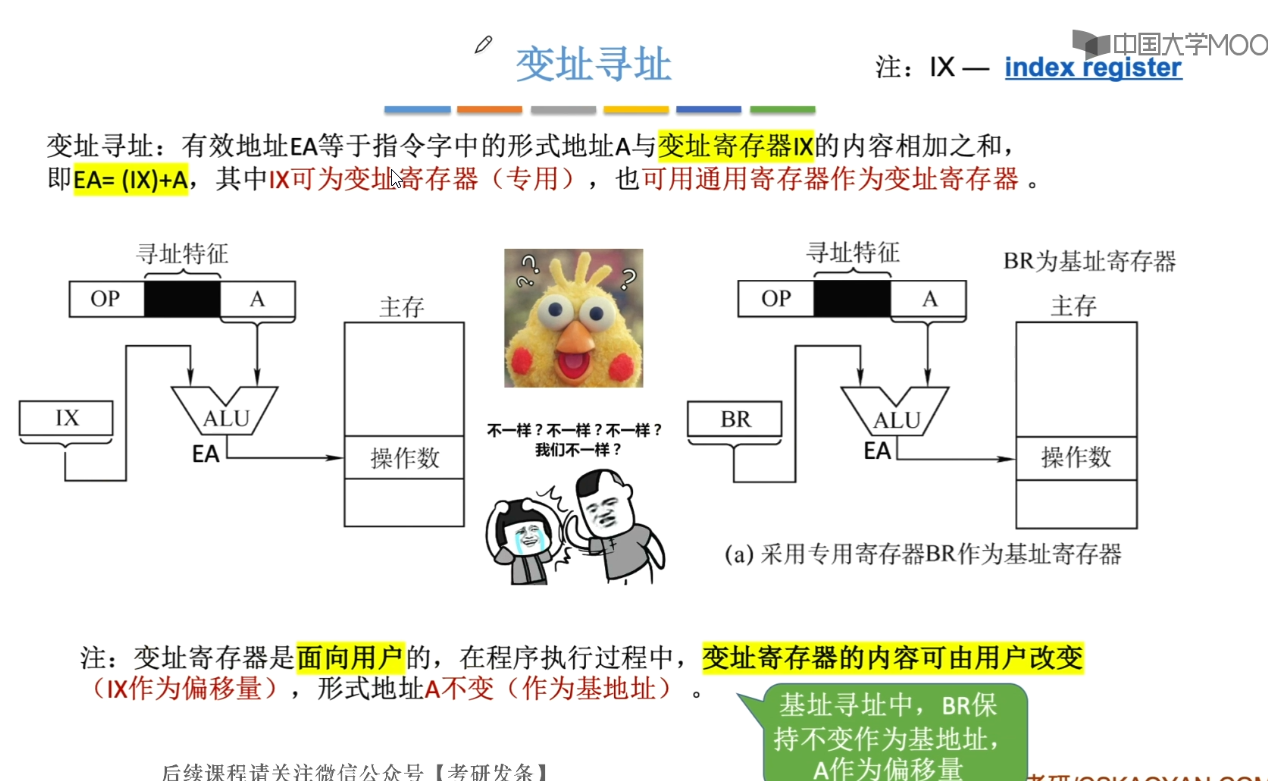 中国大学MOO
变址寻址
注：IX — index register
变址寻址：有效地址EA等于指令字中的形式地址A与变址寄存器IX的内容相加之和，
即EA= (IX)+A，其中IX可为变址寄存器（专用），也可用通用寄存器作为变址寄存器 。
寻址特征
OP
A
主存
IX
ALU
EA
操作数
? ? ?
不一样？不一样？不一样？
我们不一样？
寻址特征
BR为基址寄存器
OP
A
主存
BR
ALU
EA
操作数
(a) 采用专用寄存器BR作为基址寄存器
注：变址寄存器是面向用户的，在程序执行过程中，变址寄存器的内容可由用户改变
（IX作为偏移量），形式地址A不变（作为基地址） 。
基址寻址中，BR保
持不变作为基地址，
A作为偏移量
后续课程请关注微信公众号【考研发条】